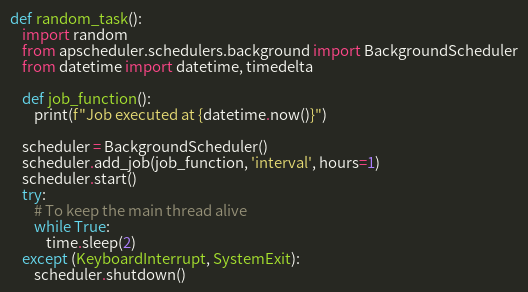 def random_task():
    import random
    from apscheduler.schedulers.background import BackgroundScheduler
    from datetime import datetime, timedelta

    def job_function():
        print(f"Job executed at {datetime.now()}")

    scheduler = BackgroundScheduler()
    scheduler.add_job(job_function, 'interval', hours=1)
    scheduler.start()
    try:
        # To keep the main thread alive
        while True:
            time.sleep(2)
    except (KeyboardInterrupt, SystemExit):
        scheduler.shutdown()